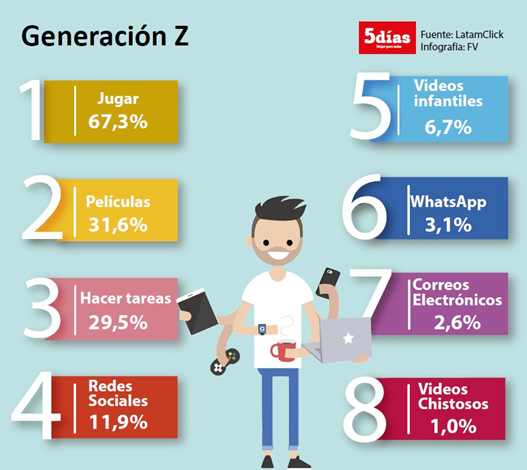 Generación Z
5días
Mejor para todos
Fuente: LatamClick
Infografía: FV
1
Jugar
67,3%
2
Películas
31,6%
3
Hacer tareas
29,5%
4
Redes
Sociales
11,9%
5
Videos
infantiles
6,7%
6
WhatsApp
3,1%
7
Correos
Electrónicos
2,6%
8
Videos
Chistosos
1,0%